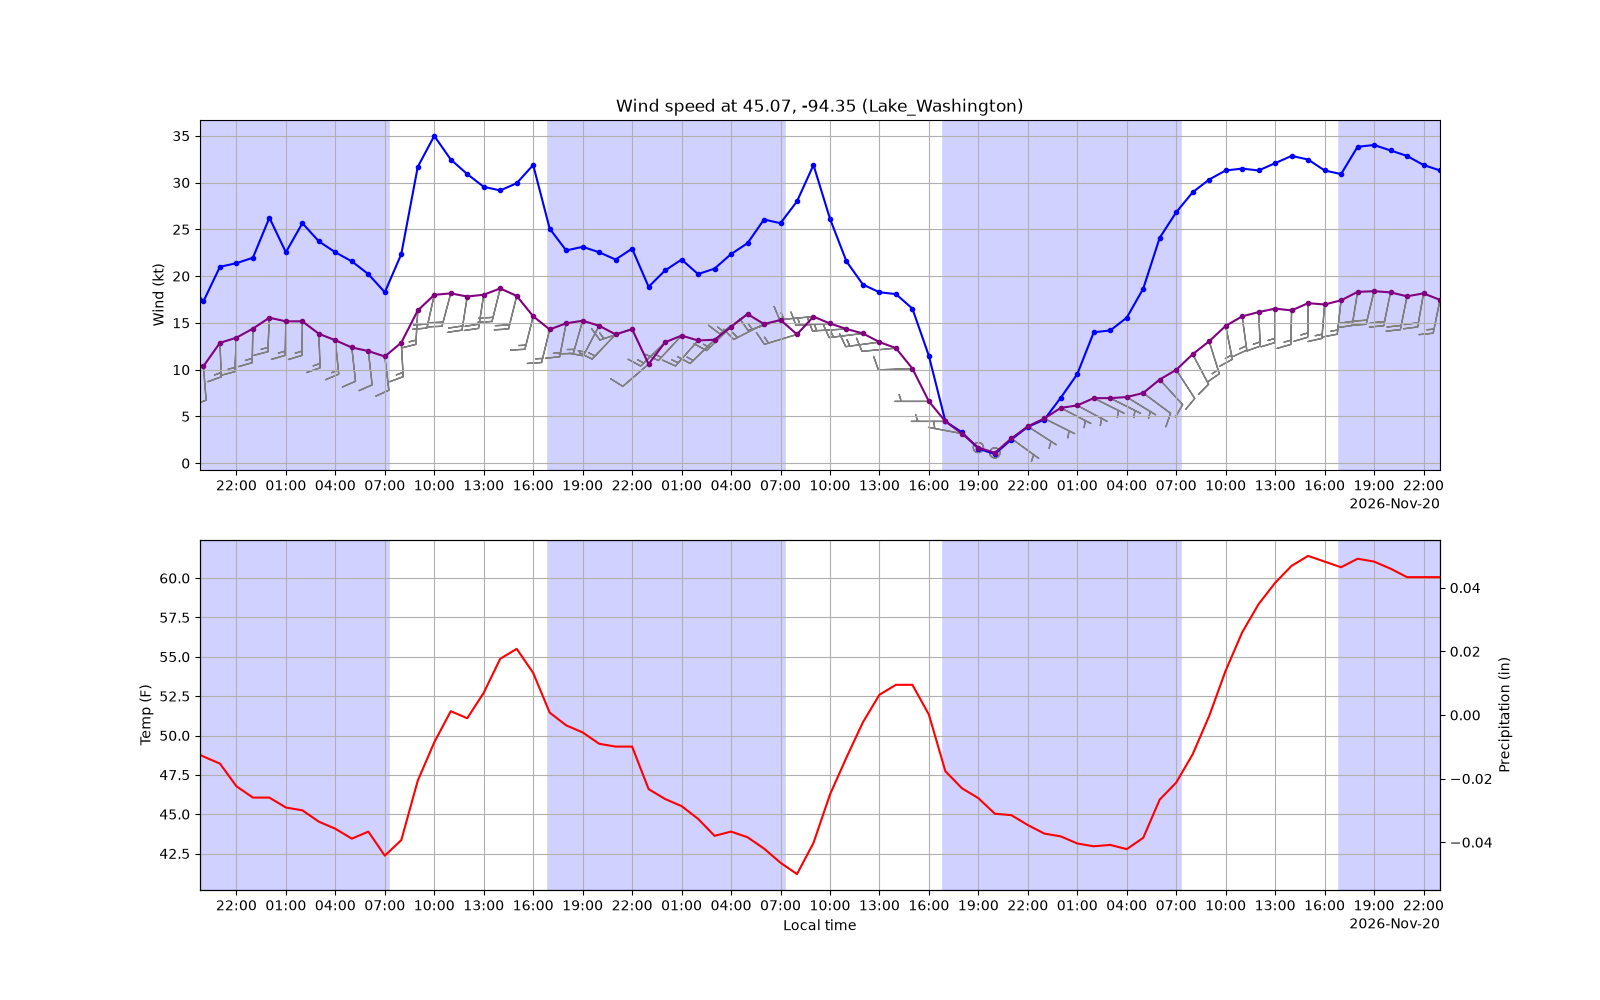 Wind speed at 45.07, -94.35 (Lake_Washington)
35
30
25
20
15
10
5
0
Wind (kt)
22:00 01:00 04:00 07:00 10:00 13:00 16:00 19:00 22:00 01:00 04:00 07:00 10:00 13:00 16:00 19:00 22:00 01:00 04:00 07:00 10:00 13:00 16:00 19:00 22:00
2026-Nov-20
60.0
57.5
55.0
52.5
50.0
47.5
45.0
42.5
Temp (F)
0.04
0.02
0.00
−0.02
−0.04
Precipitation (in)
22:00 01:00 04:00 07:00 10:00 13:00 16:00 19:00 22:00 01:00 04:00 07:00 10:00 13:00 16:00 19:00 22:00 01:00 04:00 07:00 10:00 13:00 16:00 19:00 22:00
Local time
2026-Nov-20